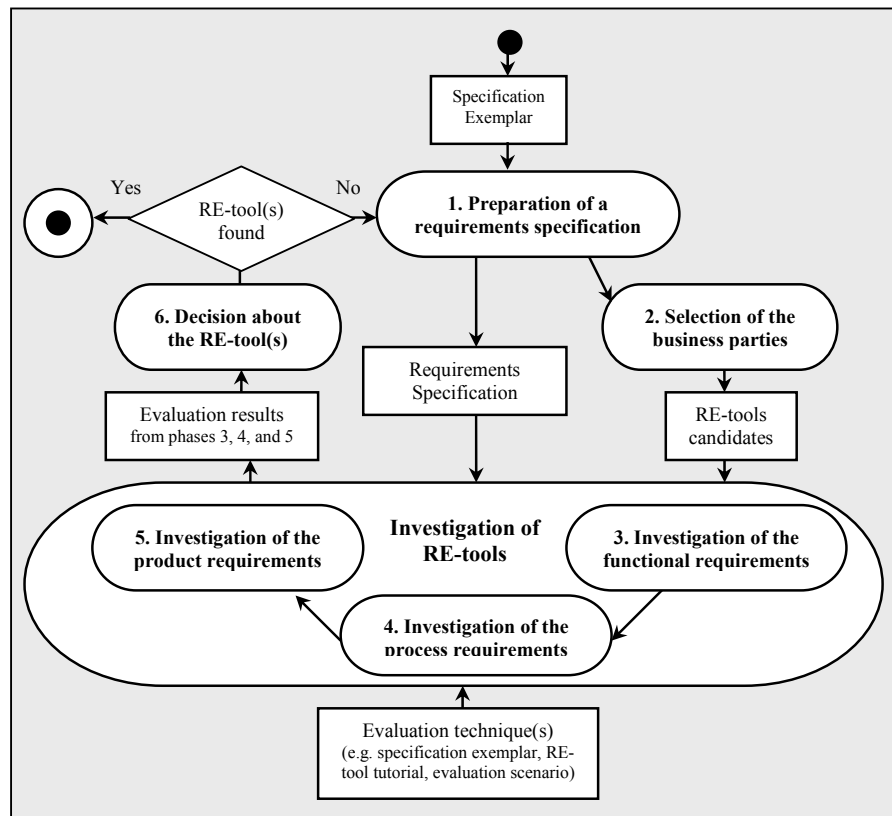 Specification
Exemplar
Yes
No
RE-tool(s)
found
1. Preparation of a
requirements specification
6. Decision about
the RE-tool(s)
2. Selection of the
business parties
Requirements
Specification
Evaluation results
from phases 3, 4, and 5
RE-tools
candidates
Investigation of
RE-tools
5. Investigation of the
product requirements
3. Investigation of the
functional requirements
4. Investigation of the
process requirements
Evaluation technique(s)
(e.g. specification exemplar, RE-
tool tutorial, evaluation scenario)